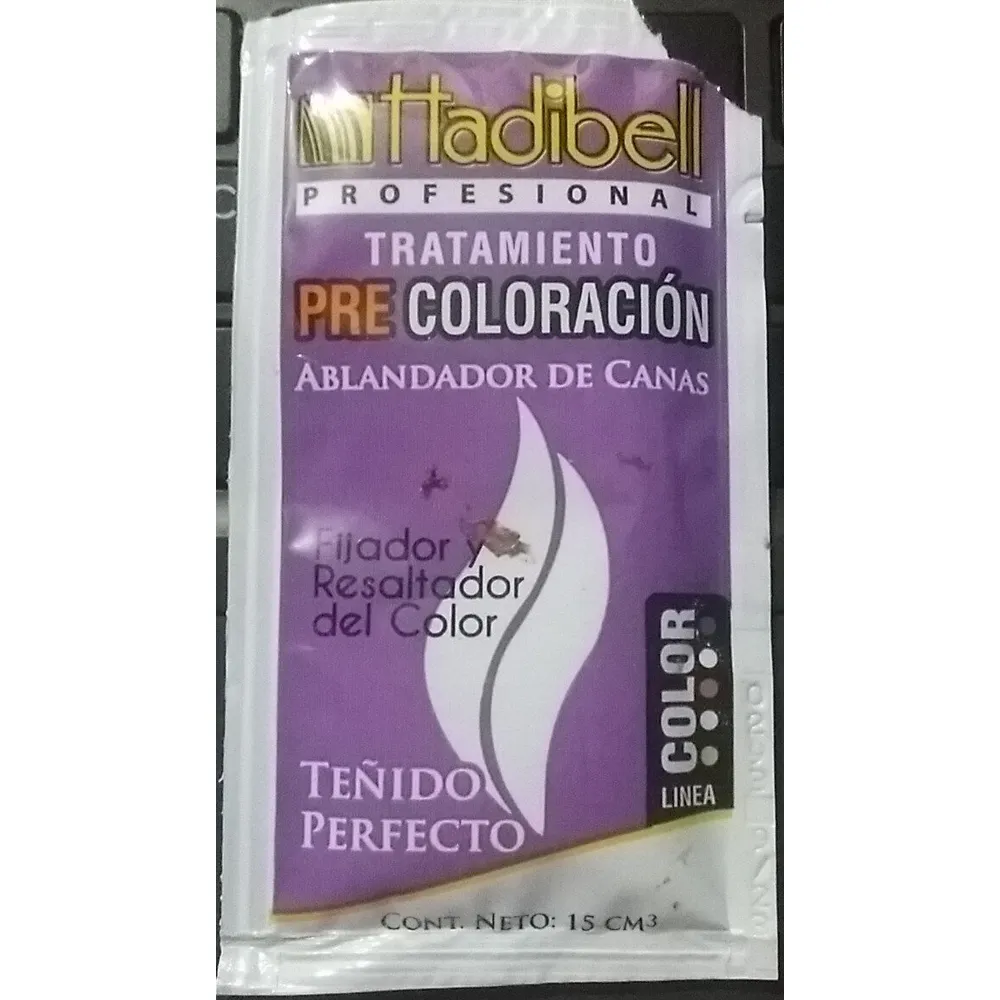 Hadibell
PROFESIONAL
TRATAMIENTO
PRE COLORACIÓN
ABLANDADOR DE CANAS
Fijador y
Resaltador
del Color
TEÑIDO
PERFECTO
COLOR
LINEA
CONT. NETO: 15 CM³